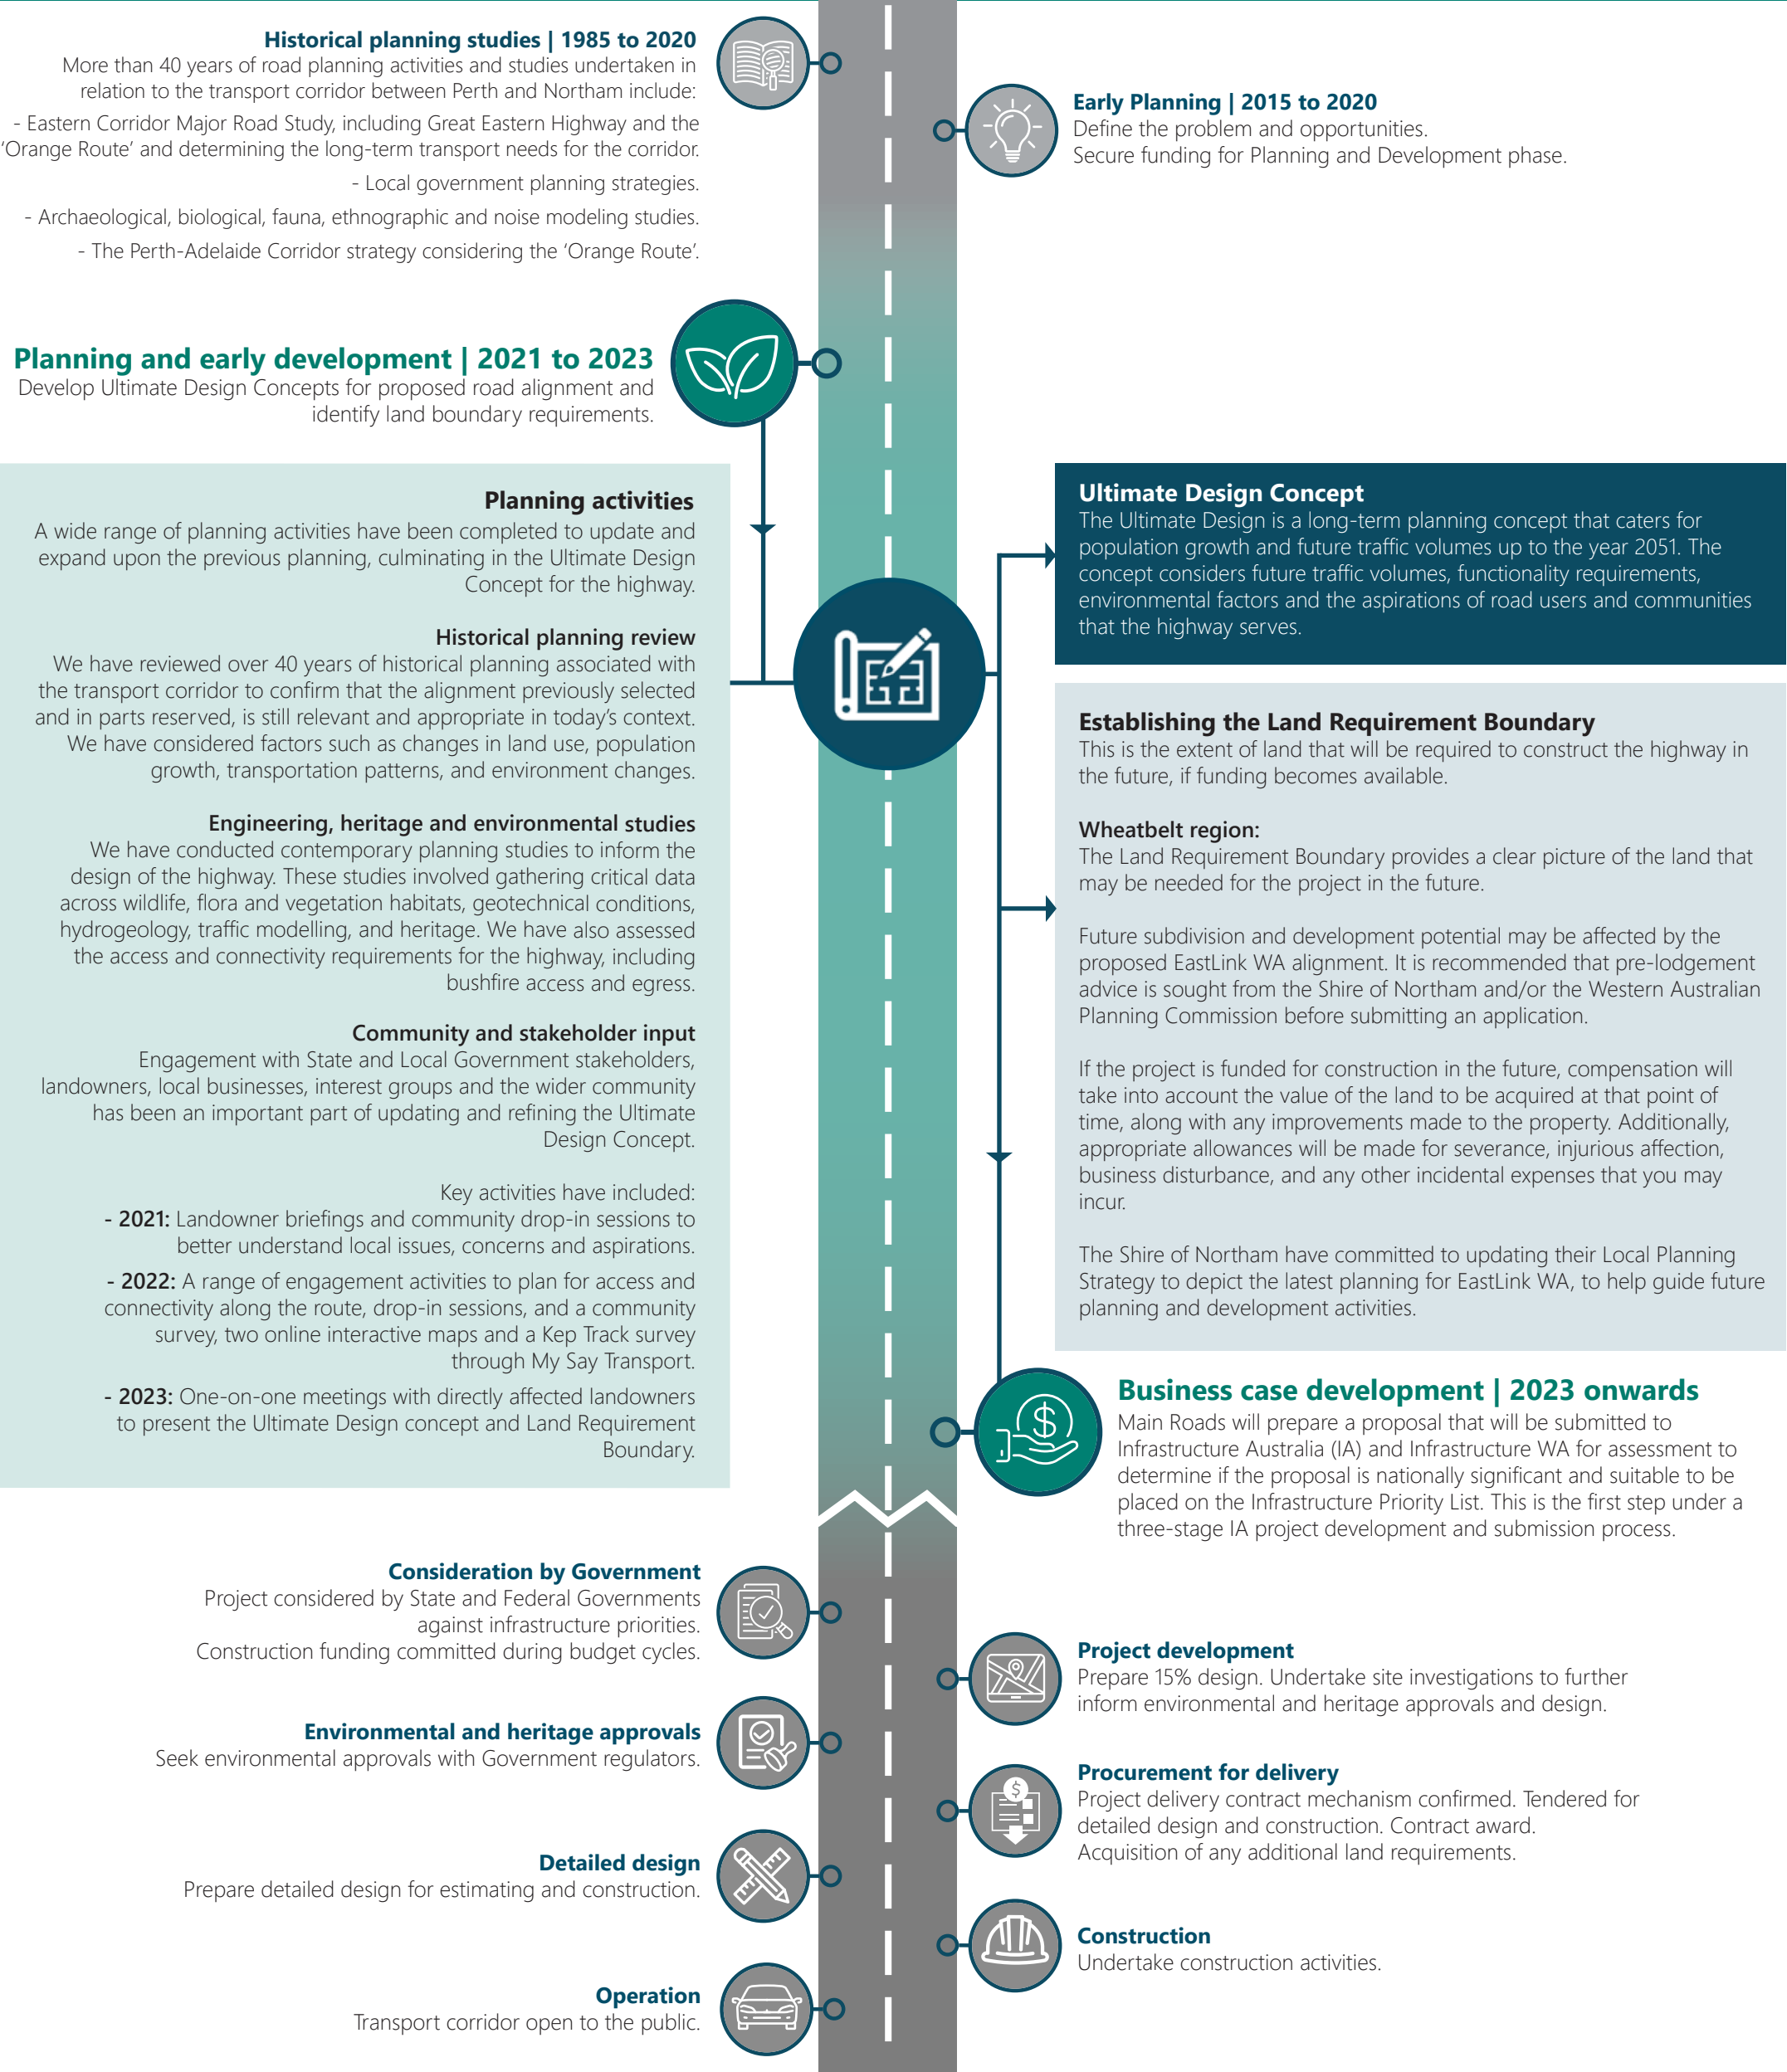 Historical planning studies | 1985 to 2020
More than 40 years of road planning activities and studies undertaken in
relation to the transport corridor between Perth and Northam include:
- Eastern Corridor Major Road Study, including Great Eastern Highway and the
'Orange Route' and determining the long-term transport needs for the corridor.
- Local government planning strategies.
- Archaeological, biological, fauna, ethnographic and noise modeling studies.
- The Perth-Adelaide Corridor strategy considering the 'Orange Route'.
Early Planning | 2015 to 2020
Define the problem and opportunities.
Secure funding for Planning and Development phase.
Planning and early development | 2021 to 2023
Develop Ultimate Design Concepts for proposed road alignment and
identify land boundary requirements.
Planning activities
A wide range of planning activities have been completed to update and
expand upon the previous planning, culminating in the Ultimate Design
Concept for the highway.
Historical planning review
We have reviewed over 40 years of historical planning associated with
the transport corridor to confirm that the alignment previously selected
and in parts reserved, is still relevant and appropriate in today's context.
We have considered factors such as changes in land use, population
growth, transportation patterns, and environment changes.
Engineering, heritage and environmental studies
We have conducted contemporary planning studies to inform the
design of the highway. These studies involved gathering critical data
across wildlife, flora and vegetation habitats, geotechnical conditions,
hydrogeology, traffic modelling, and heritage. We have also assessed
the access and connectivity requirements for the highway, including
bushfire access and egress.
Community and stakeholder input
Engagement with State and Local Government stakeholders,
landowners, local businesses, interest groups and the wider community
has been an important part of updating and refining the Ultimate
Design Concept.
Key activities have included:
- 2021: Landowner briefings and community drop-in sessions to
better understand local issues, concerns and aspirations.
- 2022: A range of engagement activities to plan for access and
connectivity along the route, drop-in sessions, and a community
survey, two online interactive maps and a Kep Track survey
through My Say Transport.
- 2023: One-on-one meetings with directly affected landowners
to present the Ultimate Design concept and Land Requirement
Boundary.
Ultimate Design Concept
The Ultimate Design is a long-term planning concept that caters for
population growth and future traffic volumes up to the year 2051. The
concept considers future traffic volumes, functionality requirements,
environmental factors and the aspirations of road users and communities
that the highway serves.
Establishing the Land Requirement Boundary
This is the extent of land that will be required to construct the highway in
the future, if funding becomes available.
Wheatbelt region:
The Land Requirement Boundary provides a clear picture of the land that
may be needed for the project in the future.
Future subdivision and development potential may be affected by the
proposed EastLink WA alignment. It is recommended that pre-lodgement
advice is sought from the Shire of Northam and/or the Western Australian
Planning Commission before submitting an application.
If the project is funded for construction in the future, compensation will
take into account the value of the land to be acquired at that point of
time, along with any improvements made to the property. Additionally,
appropriate allowances will be made for severance, injurious affection,
business disturbance, and any other incidental expenses that you may
incur.
The Shire of Northam have committed to updating their Local Planning
Strategy to depict the latest planning for EastLink WA, to help guide future
planning and development activities.
Business case development | 2023 onwards
Main Roads will prepare a proposal that will be submitted to
Infrastructure Australia (IA) and Infrastructure WA for assessment to
determine if the proposal is nationally significant and suitable to be
placed on the Infrastructure Priority List. This is the first step under a
three-stage IA project development and submission process.
Consideration by Government
Project considered by State and Federal Governments
against infrastructure priorities.
Construction funding committed during budget cycles.
Project development
Prepare 15% design. Undertake site investigations to further
inform environmental and heritage approvals and design.
Environmental and heritage approvals
Seek environmental approvals with Government regulators.
Procurement for delivery
Project delivery contract mechanism confirmed. Tendered for
detailed design and construction. Contract award.
Acquisition of any additional land requirements.
Detailed design
Prepare detailed design for estimating and construction.
Construction
Undertake construction activities.
Operation
Transport corridor open to the public.